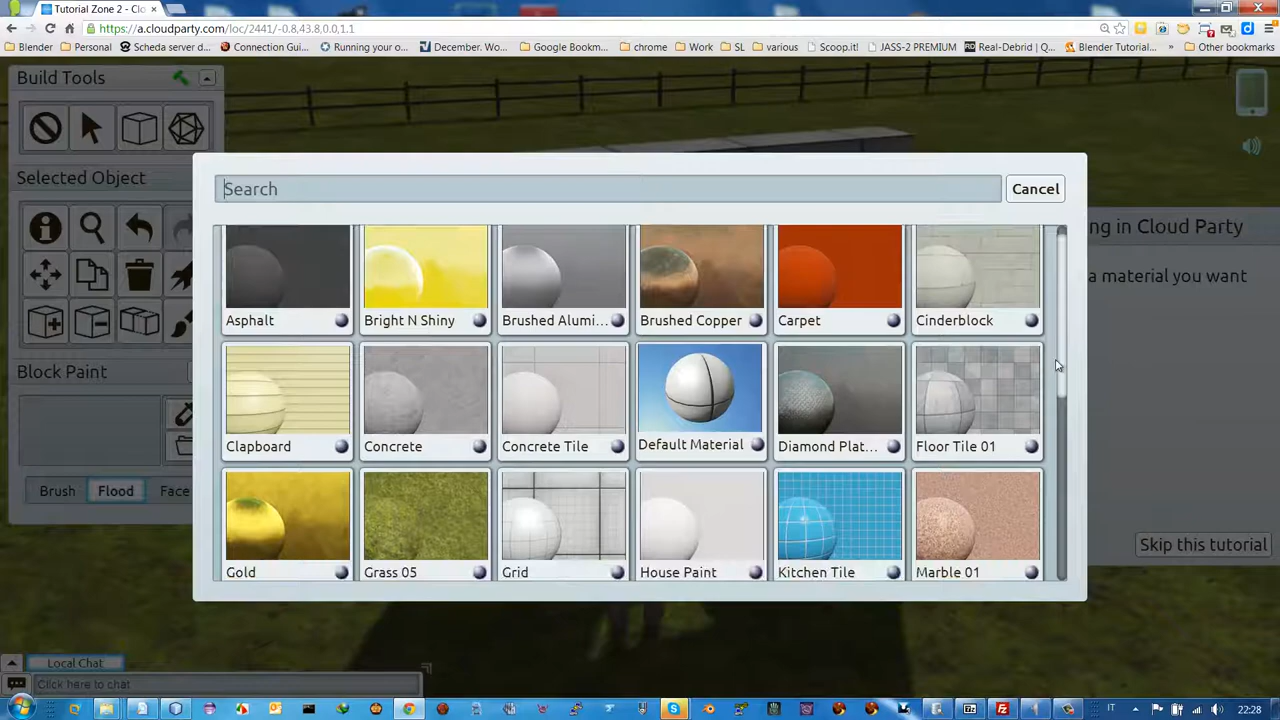 Tutorial Zone 2 - Clo
https://a.cloudparty.com/loc/2441/-0.8,43.8,0.0,1.1
Blender
Personal
Scheda di server d...
Connection Guid...
Running your o...
December. Wo...
Google Bookm...
chrome
Work
SL
various
Scoop.it!
JASS-2 PREMIUM
Real-Debrid | Q...
Blender Tutorial...
Other bookmarks
Build Tools
Selected Object
Block Paint
Brush
Flood
Face
Search
Cancel
Asphalt
Bright N Shiny
Brushed Alumi...
Brushed Copper
Carpet
Cinderblock
Clapboard
Concrete
Concrete Tile
Default Material
Diamond Plat...
Floor Tile 01
Gold
Grass 05
Grid
House Paint
Kitchen Tile
Marble 01
ng in Cloud Party
a material you want
Skip this tutorial
Local Chat
Click here to chat
IT
22:28